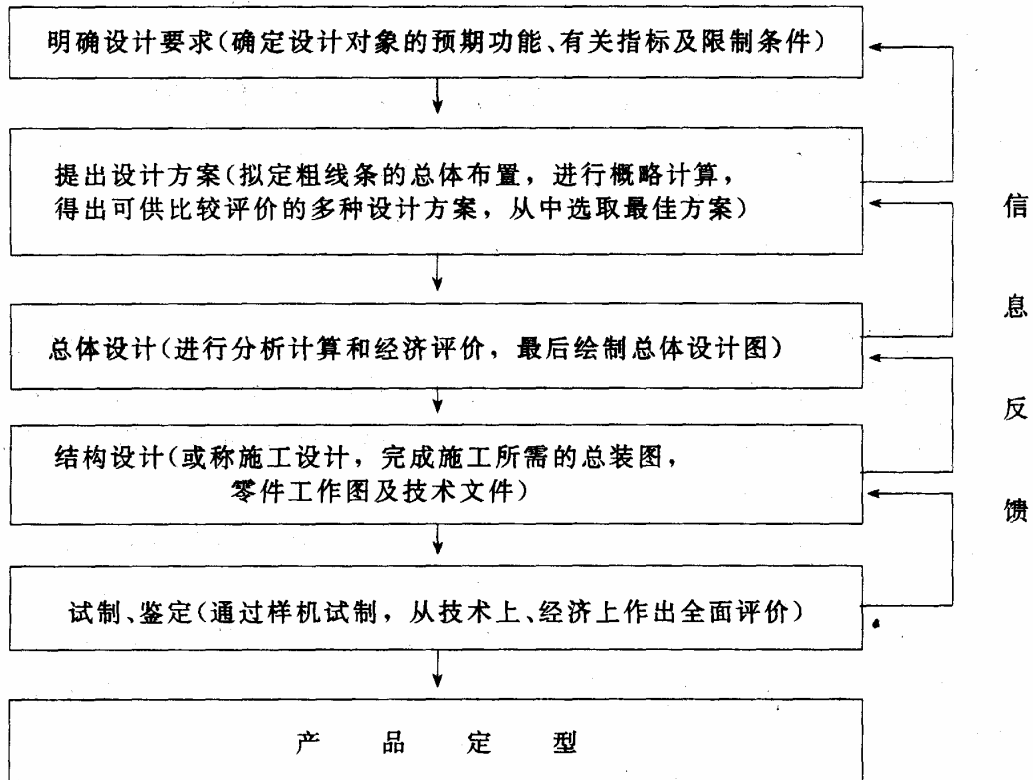 明确设计要求(确定设计对象的预期功能、有关指标及限制条件)
提出设计方案(拟定粗线条的总体布置，进行概略计算，
得出可供比较评价的多种设计方案，从中选取最佳方案)
总体设计(进行分析计算和经济评价，最后绘制总体设计图)
结构设计(或称施工设计，完成施工所需的总装图，
零件工作图及技术文件)
试制、鉴定(通过样机试制，从技术上、经济上作出全面评价)
产品定型
信息反馈